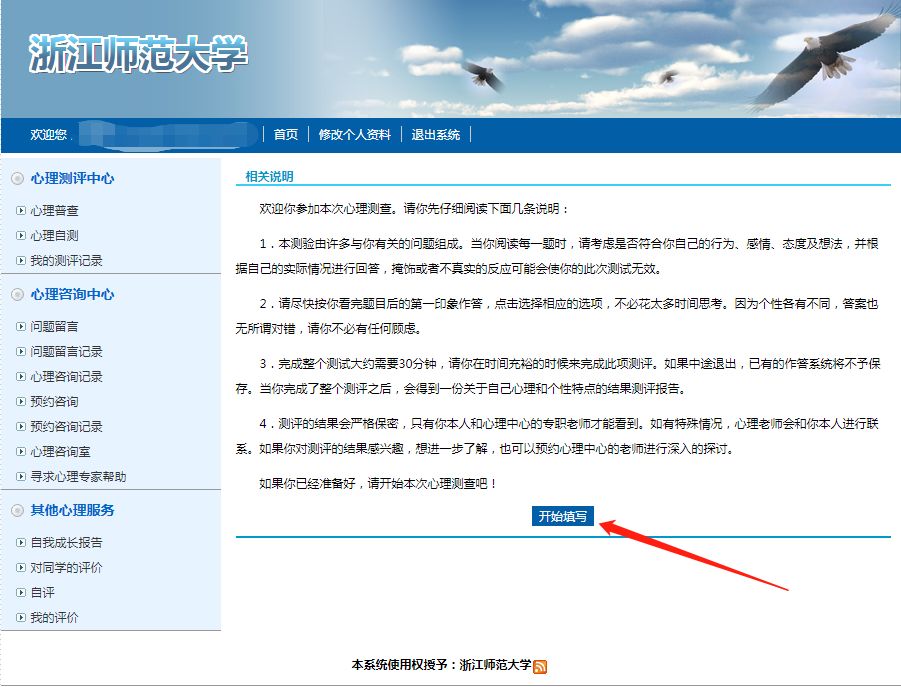 浙江师范大学
欢迎您
首页
修改个人资料
退出系统
心理测评中心
心理普查
心理自测
我的测评记录
心理咨询中心
问题留言
问题留言记录
心理咨询记录
预约咨询
预约咨询记录
心理咨询室
寻求心理专家帮助
其他心理服务
自我成长报告
对同学的评价
自评
我的评价
相关说明
欢迎你参加本次心理测查。请你先仔细阅读下面几条说明：
1．本测验由许多与你有关的问题组成。当你阅读每一题时，请考虑是否符合你自己的行为、感情、态度及想法，并根
据自己的实际情况进行回答，掩饰或者不真实的反应可能会使你的此次测试无效。
2．请尽快按你看完题目后的第一印象作答，点击选择相应的选项，不必花太多时间思考。因为个性各有不同，答案也
无所谓对错，请你不必有任何顾虑。
3．完成整个测试大约需要30分钟，请你在时间充裕的时候来完成此项测评。如果中途退出，已有的作答系统将不予保
存。当你完成了整个测评之后，会得到一份关于自己心理和个性特点的结果测评报告。
4．测评的结果会严格保密，只有你本人和心理中心的专职老师才能看到。如有特殊情况，心理老师会和你本人进行联
系。如果你对测评的结果感兴趣，想进一步了解，也可以预约心理中心的老师进行深入的探讨。
如果你已经准备好，请开始本次心理测查吧！
开始填写
本系统使用权授予：浙江师范大学